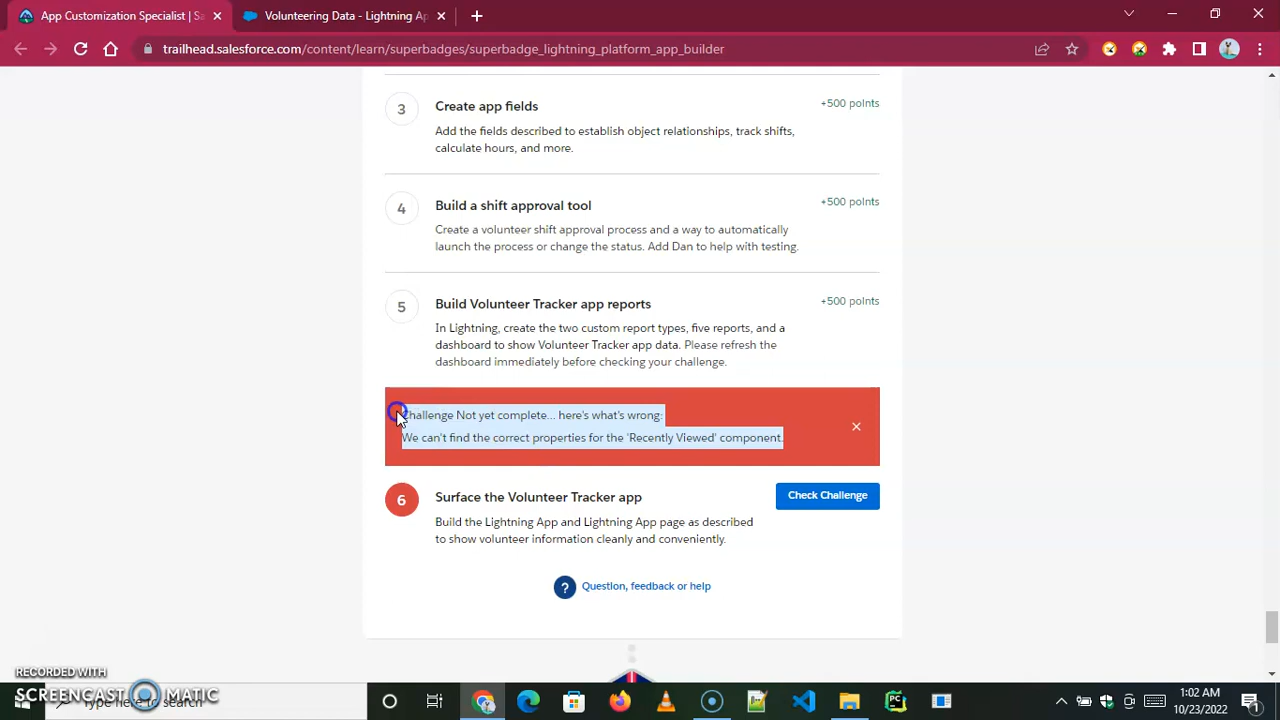 App Customization Specialist | Sa
Volunteering Data - Lightning Ap
trailhead.salesforce.com/content/learn/superbadges/superbadge_lightning_platform_app_builder
3
Create app fields
+500 points
Add the fields described to establish object relationships, track shifts,
calculate hours, and more.
4
Build a shift approval tool
+500 points
Create a volunteer shift approval process and a way to automatically
launch the process or change the status. Add Dan to help with testing.
5
Build Volunteer Tracker app reports
+500 points
In Lightning, create the two custom report types, five reports, and a
dashboard to show Volunteer Tracker app data. Please refresh the
dashboard immediately before checking your challenge.
Challenge Not yet complete... here's what's wrong:
We can't find the correct properties for the 'Recently Viewed' component.
6
Surface the Volunteer Tracker app
Check Challenge
Build the Lightning App and Lightning App page as described
to show volunteer information cleanly and conveniently.
? Question, feedback or help
RECORDED WITH
SCREENCAST MATIC
Type here to search
PC
1:02 AM
10/23/2022
1